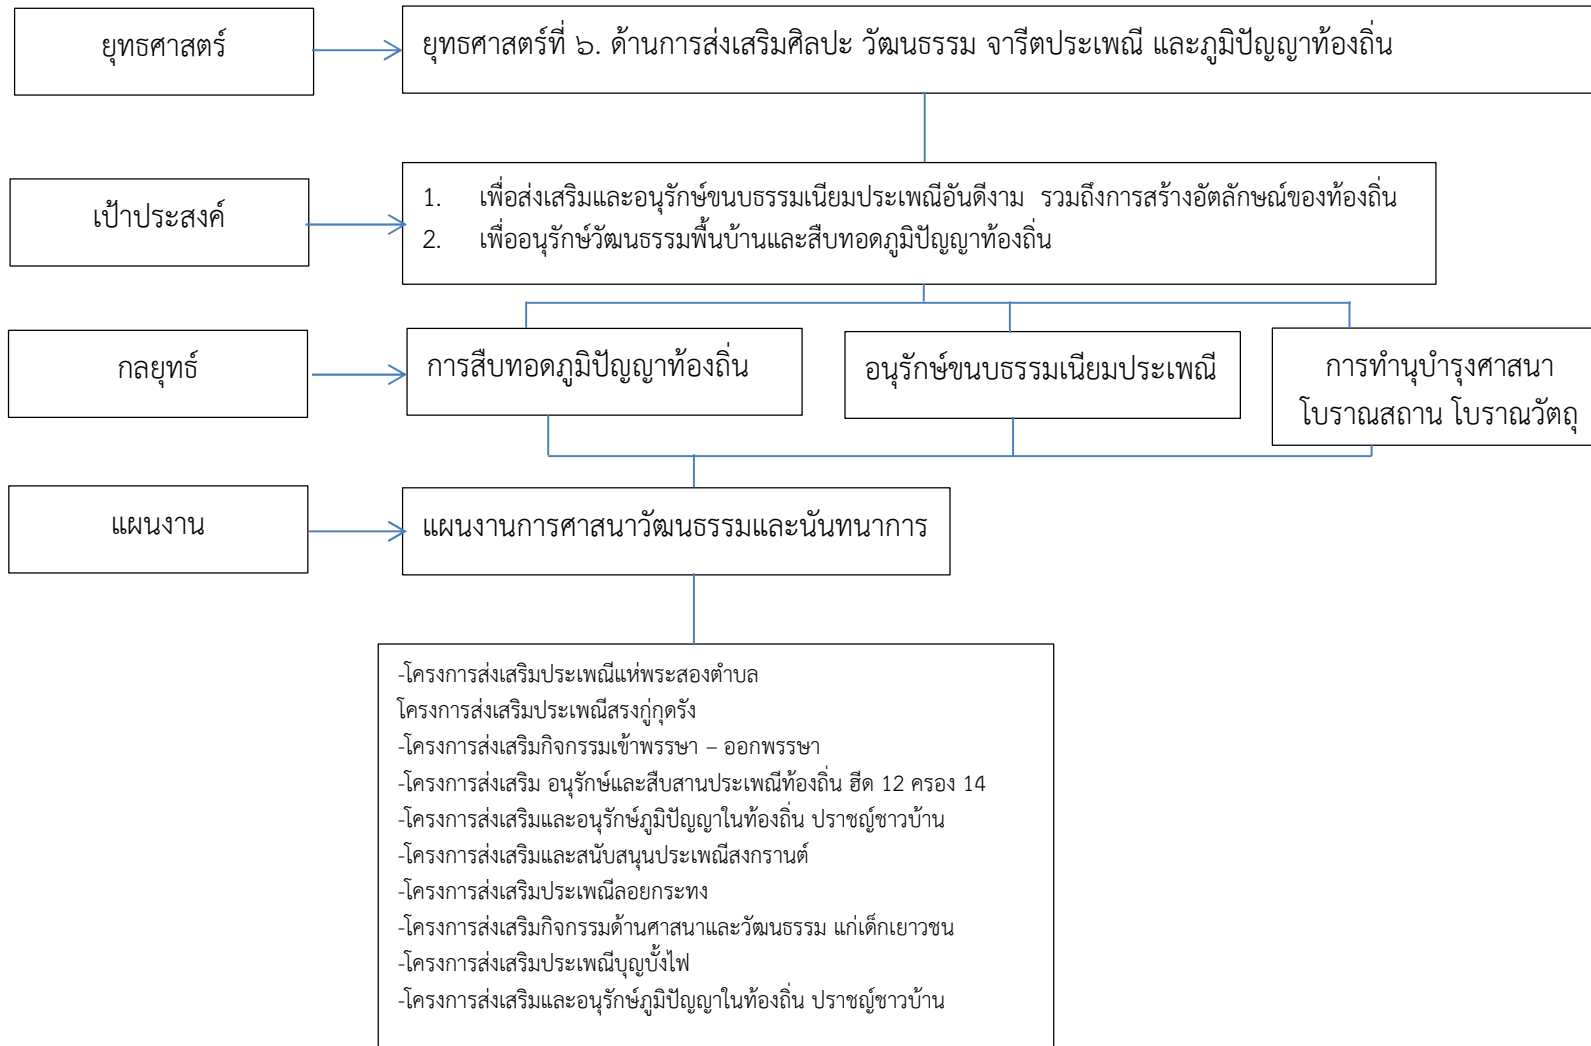 ยุทธศาสตร์
ยุทธศาสตร์ที่ ๖. ด้านการส่งเสริมศิลปะ วัฒนธรรม จารีตประเพณี และภูมิปัญญาท้องถิ่น
เป้าประสงค์
1. เพื่อส่งเสริมและอนุรักษ์ขนบธรรมเนียมประเพณีอันดีงาม รวมถึงการสร้างอัตลักษณ์ของท้องถิ่น
2. เพื่ออนุรักษ์วัฒนธรรมพื้นบ้านและสืบทอดภูมิปัญญาท้องถิ่น
กลยุทธ์
การสืบทอดภูมิปัญญาท้องถิ่น
อนุรักษ์ขนบธรรมเนียมประเพณี
การทำนุบำรุงศาสนา
โบราณสถาน โบราณวัตถุ
แผนงาน
แผนงานการศาสนาวัฒนธรรมและนันทนาการ
-โครงการส่งเสริมประเพณีแห่พระสองตำบล
โครงการส่งเสริมประเพณีสรงกู่กุดรัง
-โครงการส่งเสริมกิจกรรมเข้าพรรษา – ออกพรรษา
-โครงการส่งเสริม อนุรักษ์และสืบสานประเพณีท้องถิ่น ฮีด 12 ครอง 14
-โครงการส่งเสริมและอนุรักษ์ภูมิปัญญาในท้องถิ่น ปราชญ์ชาวบ้าน
-โครงการส่งเสริมและสนับสนุนประเพณีสงกรานต์
-โครงการส่งเสริมประเพณีลอยกระทง
-โครงการส่งเสริมกิจกรรมด้านศาสนาและวัฒนธรรม แก่เด็กเยาวชน
-โครงการส่งเสริมประเพณีบุญบั้งไฟ
-โครงการส่งเสริมและอนุรักษ์ภูมิปัญญาในท้องถิ่น ปราชญ์ชาวบ้าน